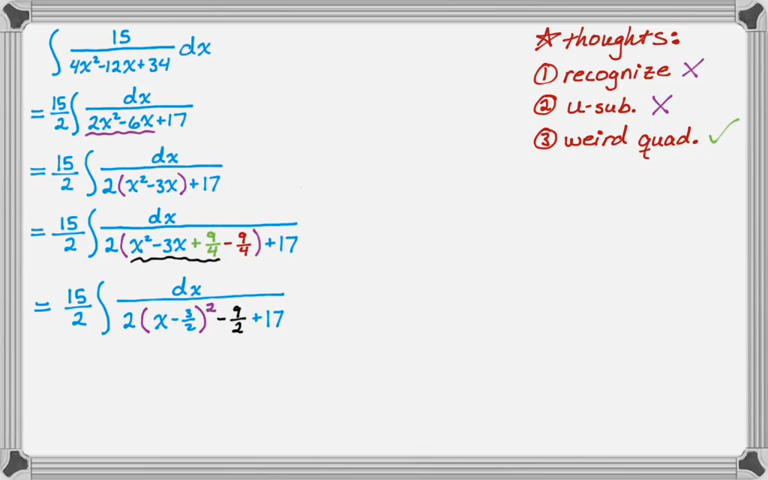 ∫ 15/(4x²-12x+34) dx
= 15/2 ∫ dx/(2x²-6x+17)
= 15/2 ∫ dx/(2(x²-3x)+17)
= 15/2 ∫ dx/(2(x²-3x+9/4-9/4)+17)
= 15/2 ∫ dx/(2(x-3/2)²-9/2+17)
☆thoughts:
① recognize ✗
② u-sub. ✗
③ weird quad. ✓